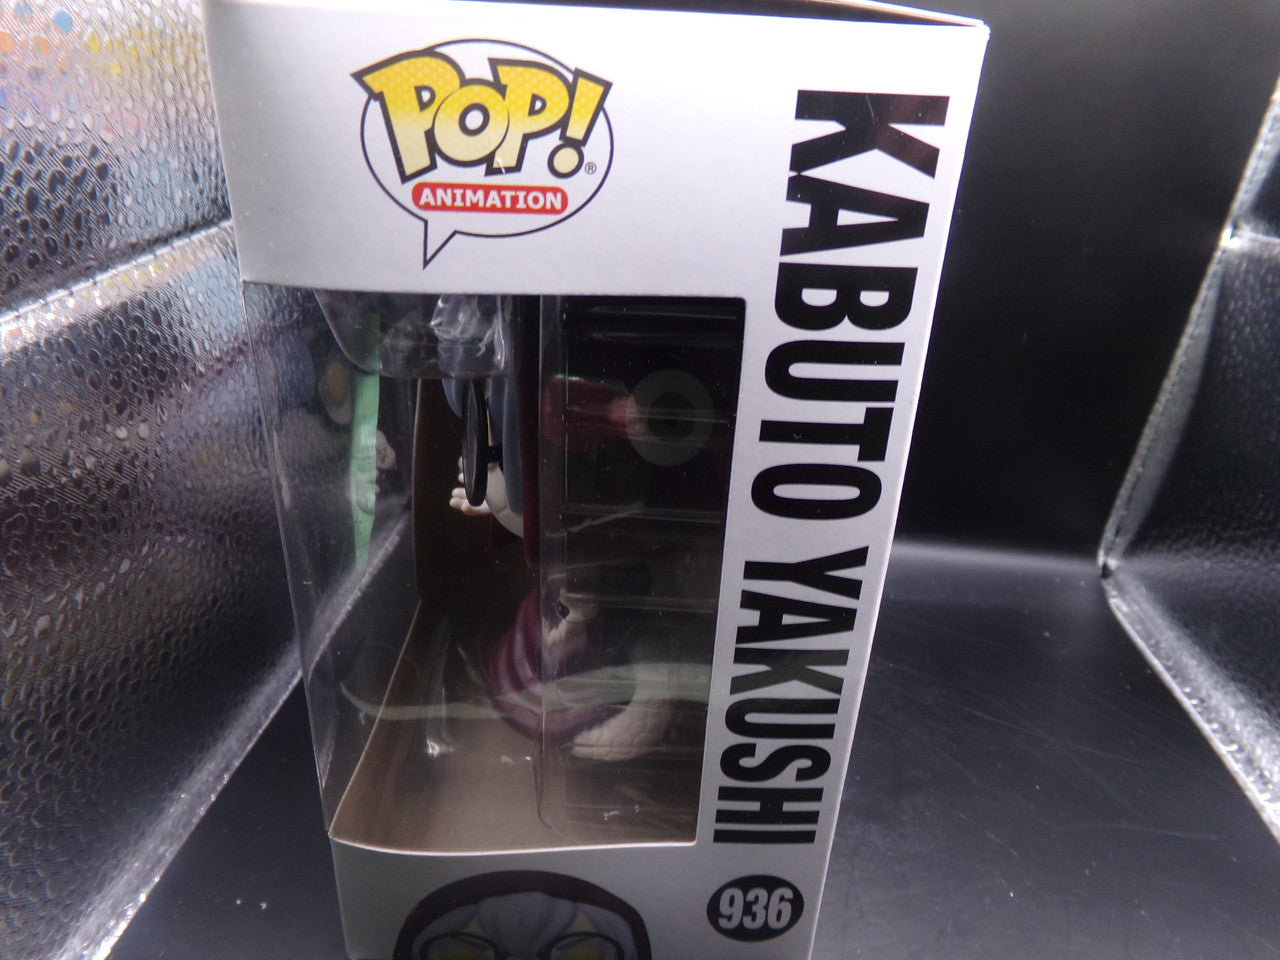 POP!
®
ANIMATION
KABUTO YAKUSHI
936